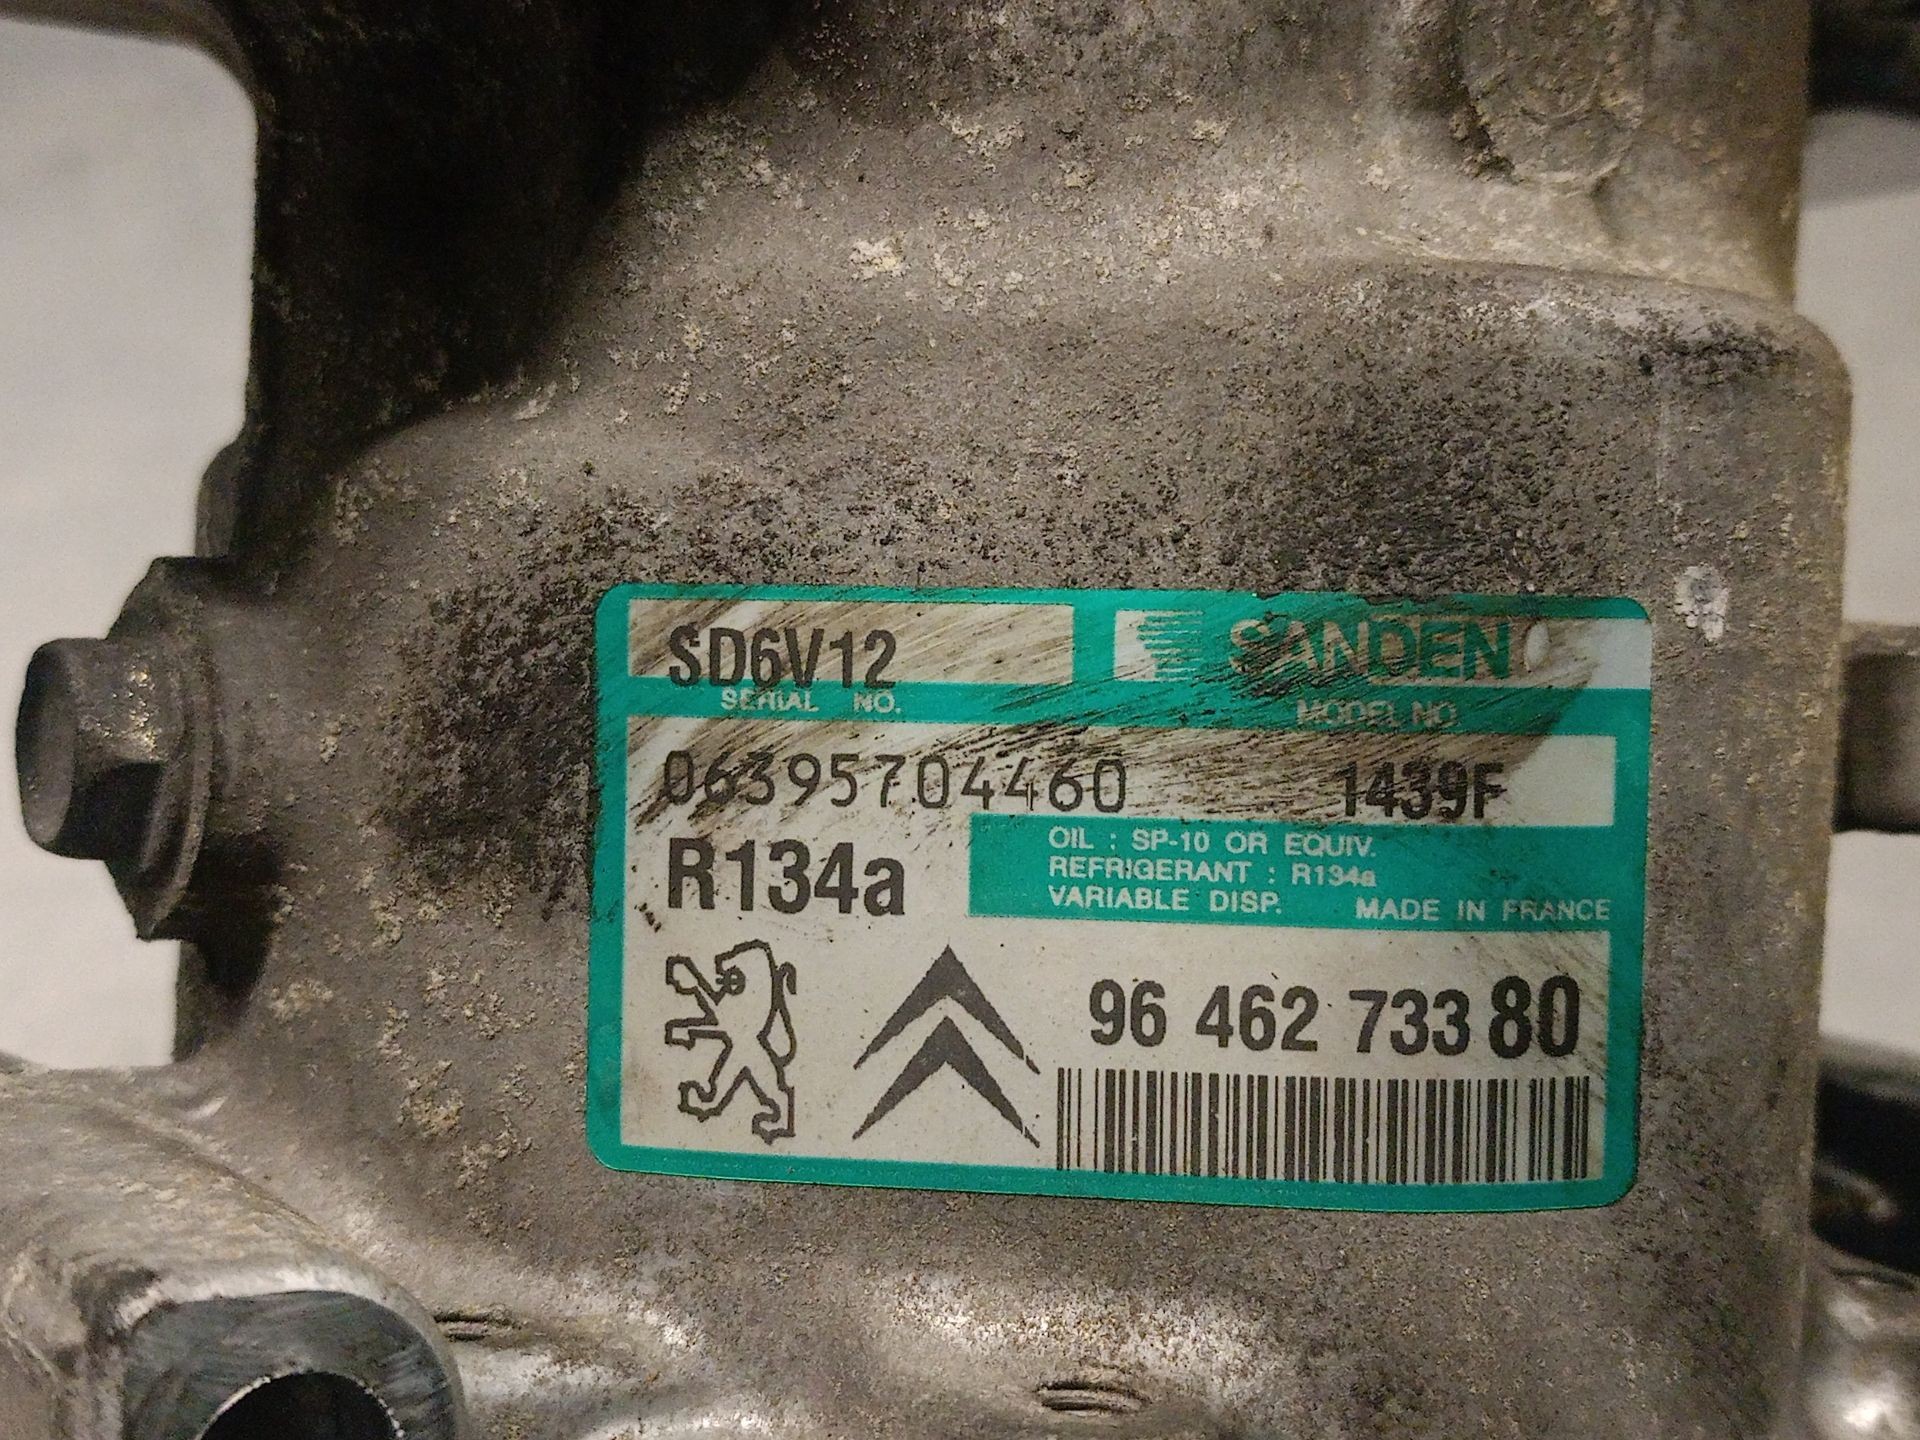 SD6V12 SANDEN
SERIAL NO. MODEL NO.
06395704460 1439F
R134a
OIL : SP-10 OR EQUIV.
REFRIGERANT : R134a
VARIABLE DISP. MADE IN FRANCE
96 462 733 80